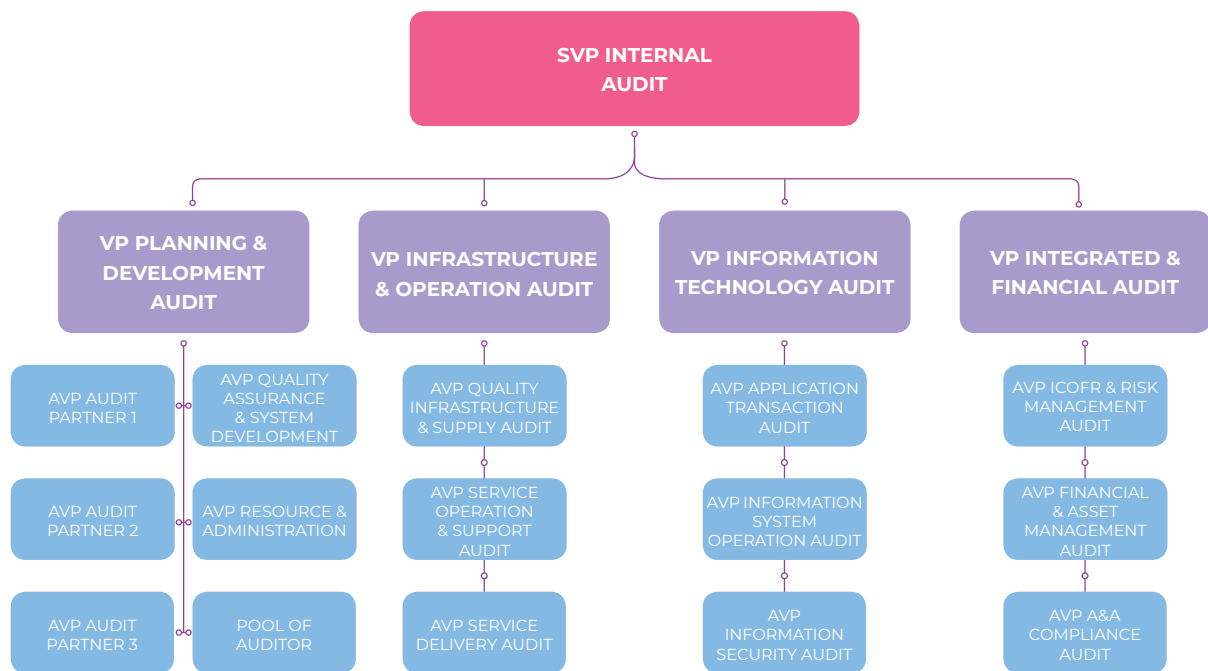 SVP INTERNAL
AUDIT
VP PLANNING &
DEVELOPMENT
AUDIT
VP INFRASTRUCTURE
& OPERATION AUDIT
VP INFORMATION
TECHNOLOGY AUDIT
VP INTEGRATED &
FINANCIAL AUDIT
AVP AUDIT
PARTNER 1
AVP QUALITY
ASSURANCE
& SYSTEM
DEVELOPMENT
AVP QUALITY
INFRASTRUCTURE
& SUPPLY AUDIT
AVP APPLICATION
TRANSACTION
AUDIT
AVP ICOFR & RISK
MANAGEMENT
AUDIT
AVP AUDIT
PARTNER 2
AVP RESOURCE &
ADMINISTRATION
AVP SERVICE
OPERATION
& SUPPORT
AUDIT
AVP INFORMATION
SYSTEM
OPERATION AUDIT
AVP FINANCIAL
& ASSET
MANAGEMENT
AUDIT
AVP AUDIT
PARTNER 3
POOL OF
AUDITOR
AVP SERVICE
DELIVERY AUDIT
AVP
INFORMATION
SECURITY AUDIT
AVP A&A
COMPLIANCE
AUDIT